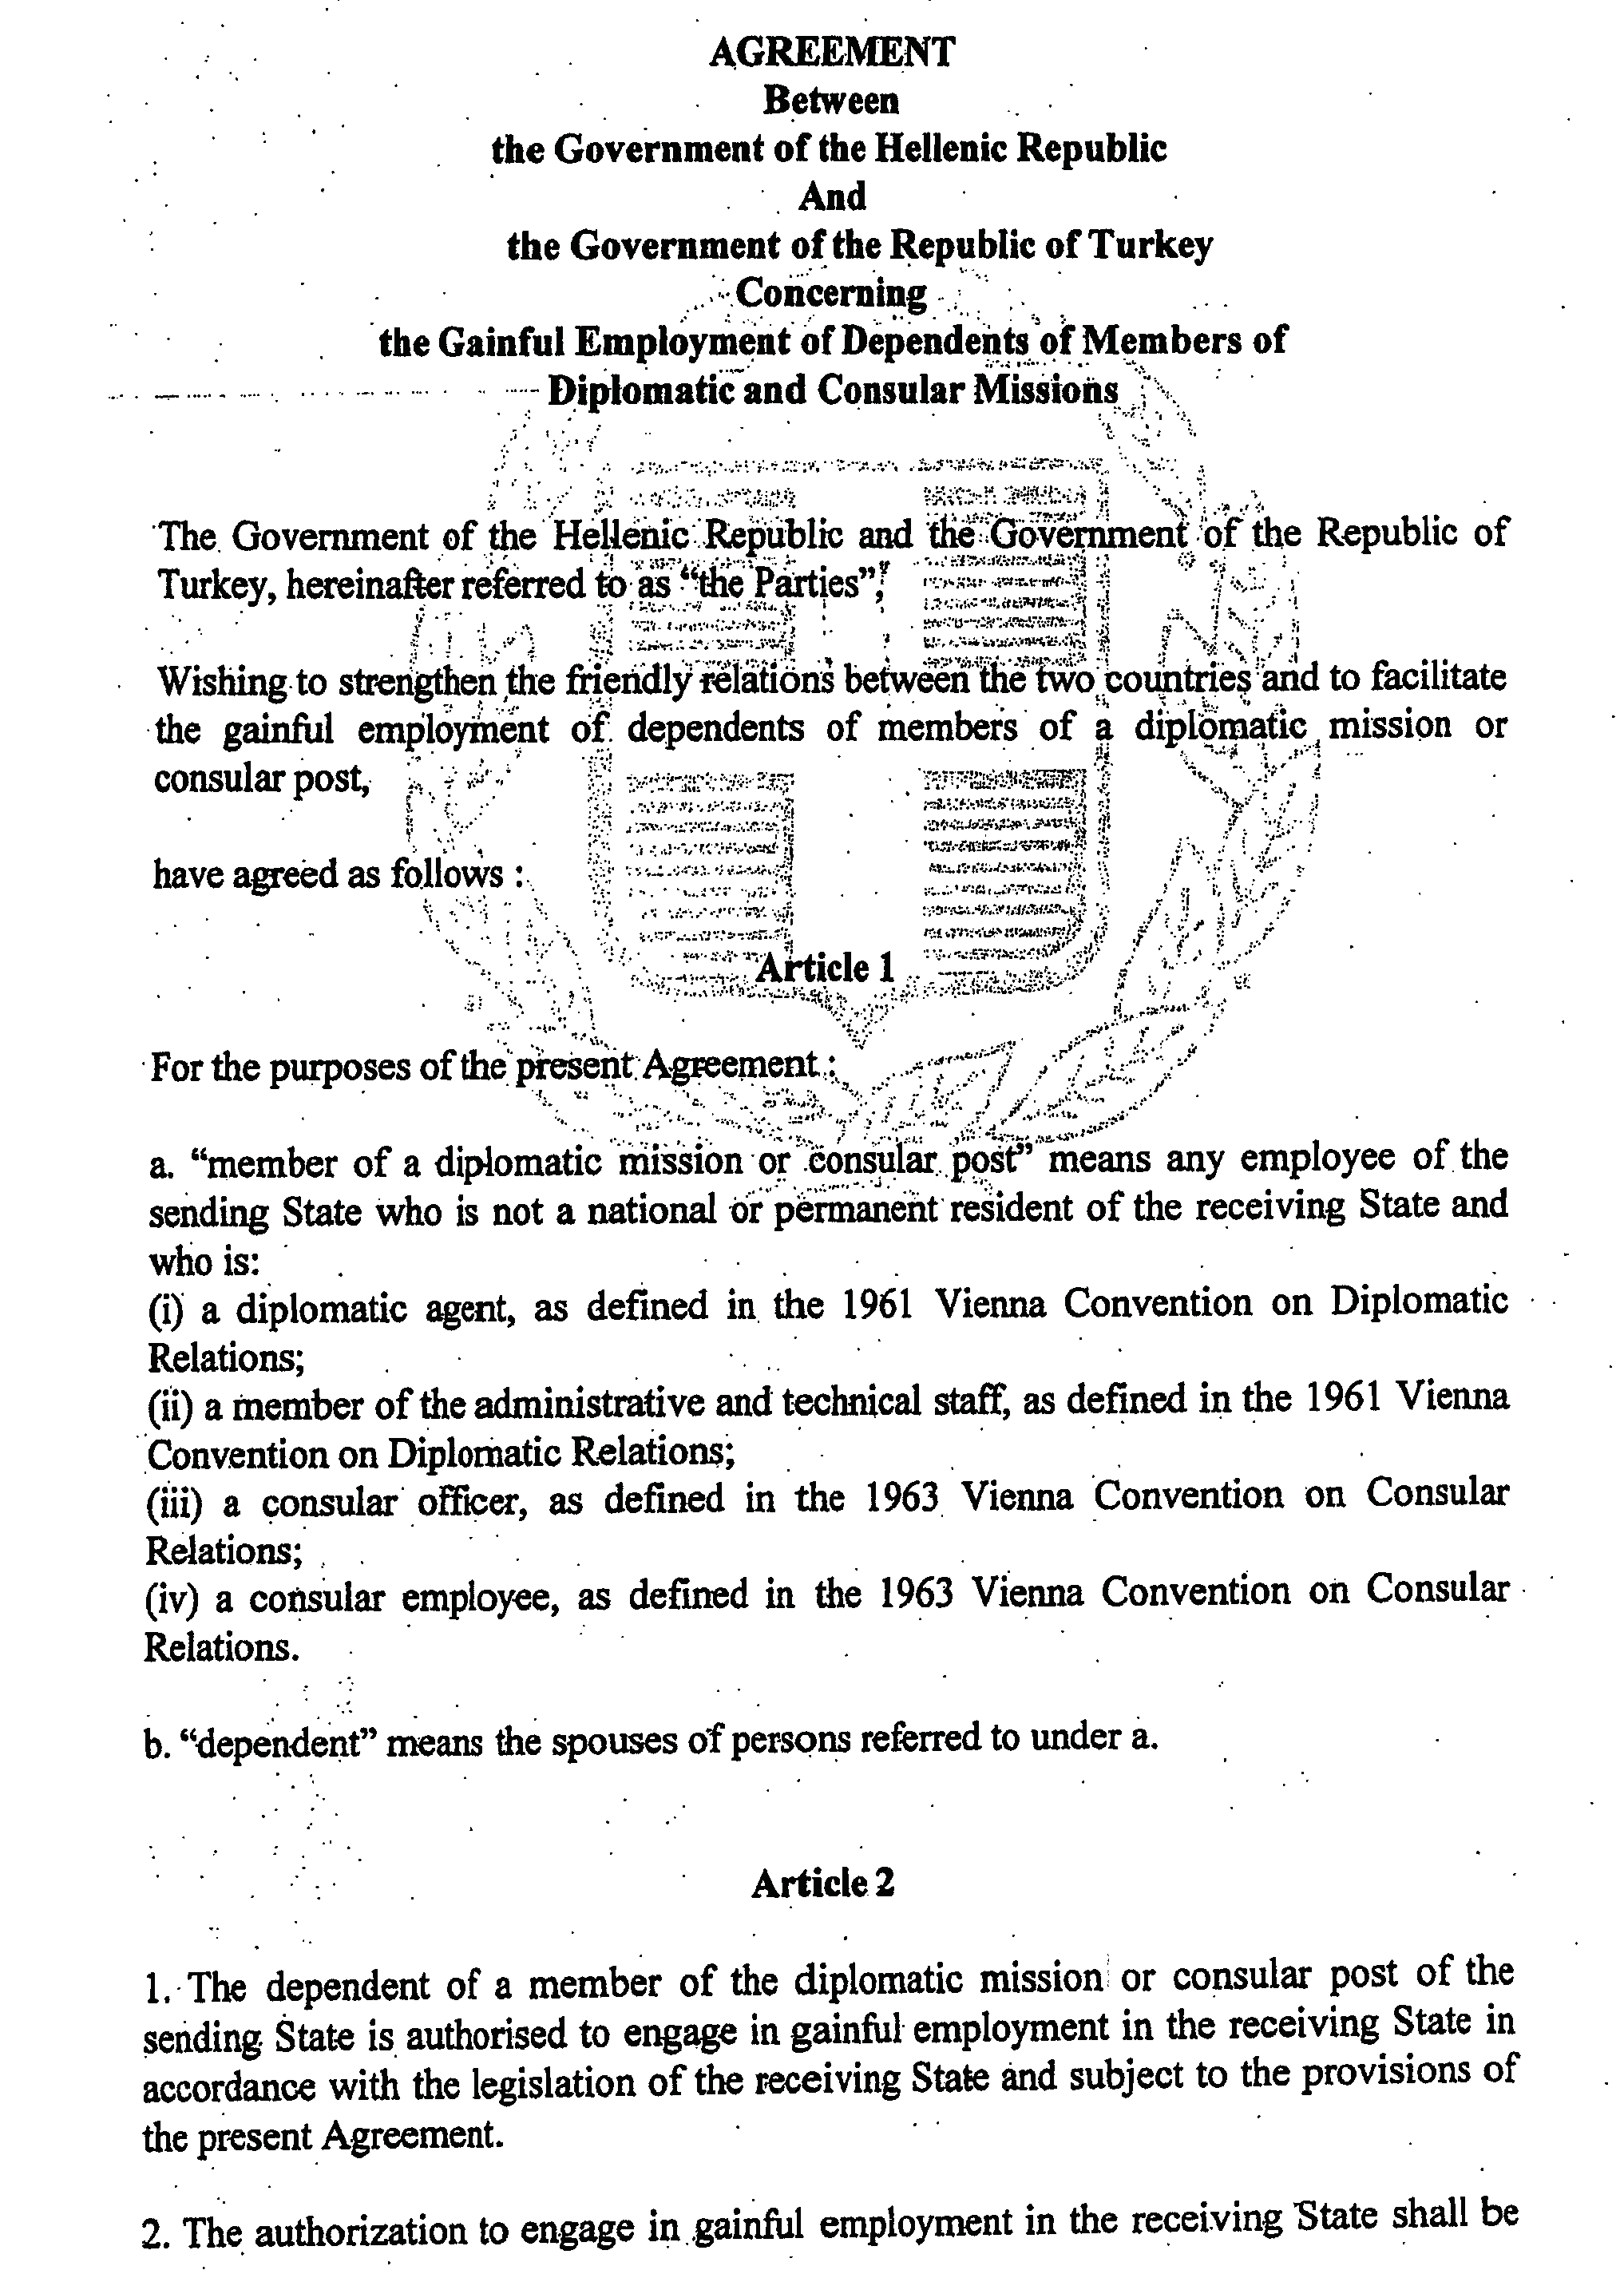 AGREEMENT
Between
the Government of the Hellenic Republic
And
the Government of the Republic of Turkey
Concerning
the Gainful Employment of Dependents of Members of
Diplomatic and Consular Missions
The Government of the Hellenic Republic and the Government of the Republic of
Turkey, hereinafter referred to as “the Parties”,
Wishing to strengthen the friendly relations between the two countries and to facilitate
the gainful employment of dependents of members of a diplomatic mission or
consular post,
have agreed as follows :
Article 1
For the purposes of the present Agreement :
a. “member of a diplomatic mission or consular post” means any employee of the
sending State who is not a national or permanent resident of the receiving State and
who is:
(i) a diplomatic agent, as defined in the 1961 Vienna Convention on Diplomatic
Relations;
(ii) a member of the administrative and technical staff, as defined in the 1961 Vienna
Convention on Diplomatic Relations;
(iii) a consular officer, as defined in the 1963 Vienna Convention on Consular
Relations;
(iv) a consular employee, as defined in the 1963 Vienna Convention on Consular
Relations.
b. “dependent” means the spouses of persons referred to under a.
Article 2
1. The dependent of a member of the diplomatic mission or consular post of the
sending State is authorised to engage in gainful employment in the receiving State in
accordance with the legislation of the receiving State and subject to the provisions of
the present Agreement.
2. The authorization to engage in gainful employment in the receiving State shall be